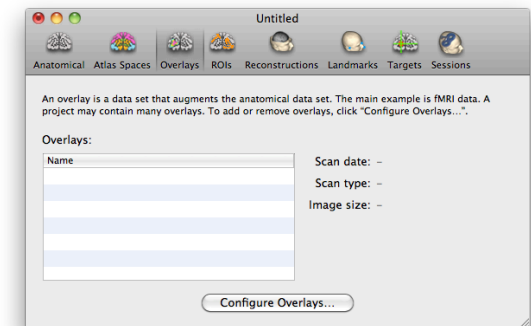 Untitled
Anatomical Atlas Spaces Overlays ROIs Reconstructions Landmarks Targets Sessions
An overlay is a data set that augments the anatomical data set. The main example is fMRI data. A
project may contain many overlays. To add or remove overlays, click “Configure Overlays...”.
Overlays:
Name
Scan date: –
Scan type: –
Image size: –
Configure Overlays...